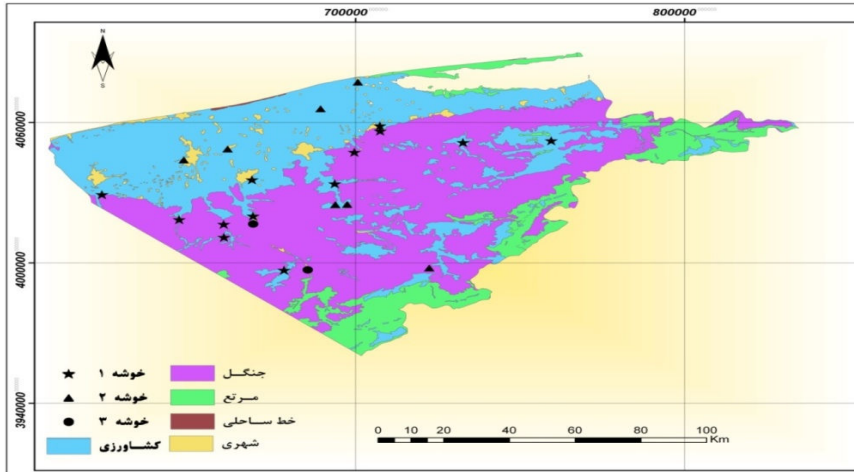 700000
800000
N
S
4060000
4000000
3940000
خوشه ۱
جنگل
خوشه ۲
مرتع
خوشه ۳
خط ساحلی
کشاورزی
شهری
0 10 20 40 60 80 100
Km